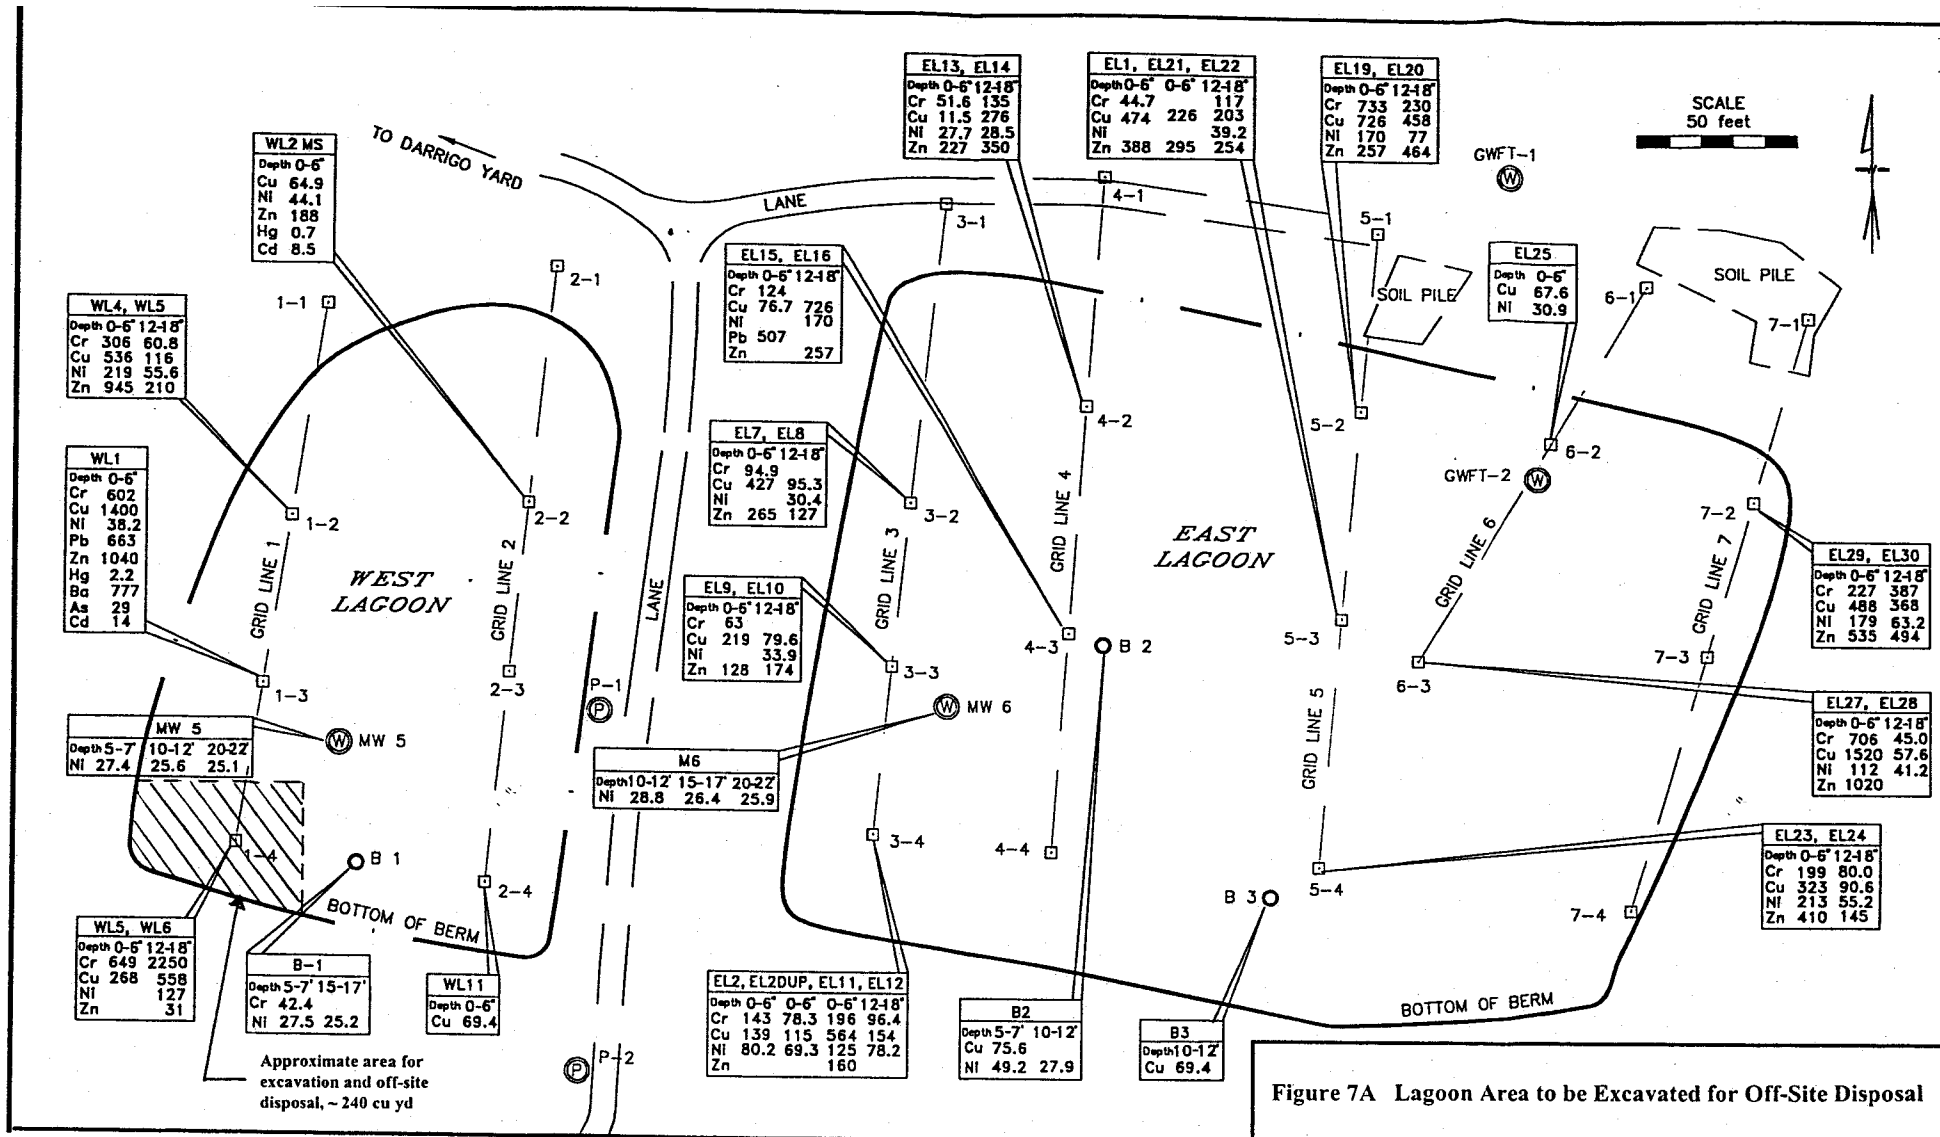 EL13, EL14
Depth 0-6" 12-18"
Cr 51.6 135
Cu 11.5 276
Ni 27.7 28.5
Zn 227 350
EL1, EL21, EL22
Depth 0-6" 0-6" 12-18"
Cr 44.7 117
Cu 474 226 203
Ni 39.2
Zn 388 295 254
EL19, EL20
Depth 0-6" 12-18"
Cr 733 230
Cu 726 458
Ni 170 77
Zn 257 464
SCALE
50 feet
GWFT-1
W
TO DARRIGO YARD
LANE
WL2 MS
Depth 0-6"
Cu 64.9
Ni 44.1
Zn 188
Hg 0.7
Cd 8.5
3-1
4-1
5-1
EL15, EL16
Depth 0-6" 12-18"
Cr 124
Cu 76.7 726
Ni 170
Pb 507
Zn 257
EL25
Depth 0-6"
Cu 67.6
Ni 30.9
SOIL PILE
SOIL PILE
6-1
7-1
2-1
1-1
WL4, WL5
Depth 0-6" 12-18"
Cr 306 60.8
Cu 536 116
Ni 219 55.6
Zn 945 210
4-2
5-2
6-2
GWFT-2
W
EL7, EL8
Depth 0-6" 12-18"
Cr 94.9
Cu 427 95.3
Ni 30.4
Zn 265 127
WL1
Depth 0-6"
Cr 602
Cu 1400
Ni 38.2
Pb 663
Zn 1040
Hg 2.2
Ba 777
As 29
Cd 14
1-2
2-2
3-2
7-2
GRID LINE 1
GRID LINE 2
GRID LINE 3
GRID LINE 4
GRID LINE 5
GRID LINE 6
GRID LINE 7
WEST
LAGOON
EAST
LAGOON
LANE
EL29, EL30
Depth 0-6" 12-18"
Cr 227 387
Cu 488 368
Ni 179 63.2
Zn 535 494
EL9, EL10
Depth 0-6" 12-18"
Cr 63
Cu 219 79.6
Ni 33.9
Zn 128 174
1-3
2-3
3-3
4-3
B 2
5-3
6-3
7-3
P-1
P
MW 5
Depth 5-7' 10-12' 20-22'
Ni 27.4 25.6 25.1
W MW 5
W MW 6
M6
Depth 10-12' 15-17' 20-22'
Ni 28.8 26.4 25.9
EL27, EL28
Depth 0-6" 12-18"
Cr 706 45.0
Cu 1520 57.6
Ni 112 41.2
Zn 1020
1-4
B 1
2-4
3-4
4-4
B 3
5-4
7-4
EL23, EL24
Depth 0-6" 12-18"
Cr 199 80.0
Cu 323 90.6
Ni 213 55.2
Zn 410 145
BOTTOM OF BERM
BOTTOM OF BERM
WL5, WL6
Depth 0-6" 12-18"
Cr 649 2250
Cu 268 558
Ni 127
Zn 31
B-1
Depth 5-7' 15-17'
Cr 42.4
Ni 27.5 25.2
WL11
Depth 0-6"
Cu 69.4
EL2, EL2DUP, EL11, EL12
Depth 0-6" 0-6" 0-6" 12-18"
Cr 143 78.3 196 96.4
Cu 139 115 564 154
Ni 80.2 69.3 125 78.2
Zn 160
B2
Depth 5-7' 10-12'
Cu 75.6
Ni 49.2 27.9
B3
Depth 10-12'
Cu 69.4
P-2
P
Approximate area for
excavation and off-site
disposal, ~ 240 cu yd
Figure 7A Lagoon Area to be Excavated for Off-Site Disposal